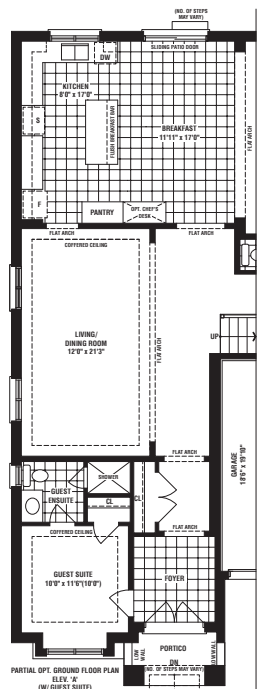 (NO. OF STEPS
MAY VARY)
SLIDING PATIO DOOR
DW
KITCHEN
8'0" x 17'0"
FLUSH BREAKFAST BAR
BREAKFAST
11'11" x 17'0"
S
F
FLAT ARCH
PANTRY
OPT. CHEF'S
DESK
FLAT ARCH
FLAT ARCH
COFFERED CEILING
LIVING/
DINING ROOM
12'0" x 21'3"
FLAT ARCH
UP
GARAGE
18'6" x 19'10"
FLAT ARCH
SHOWER
GUEST
ENSUITE
CL
CL
COFFERED CEILING
FLAT ARCH
GUEST SUITE
10'0" x 11'6"(10'0")
FOYER
LOW
WALL
PORTICO
DN
LOW WALL
PARTIAL OPT. GROUND FLOOR PLAN
ELEV. 'A'
(W/ GUEST SUITE)
(NO. OF STEPS
MAY VARY)